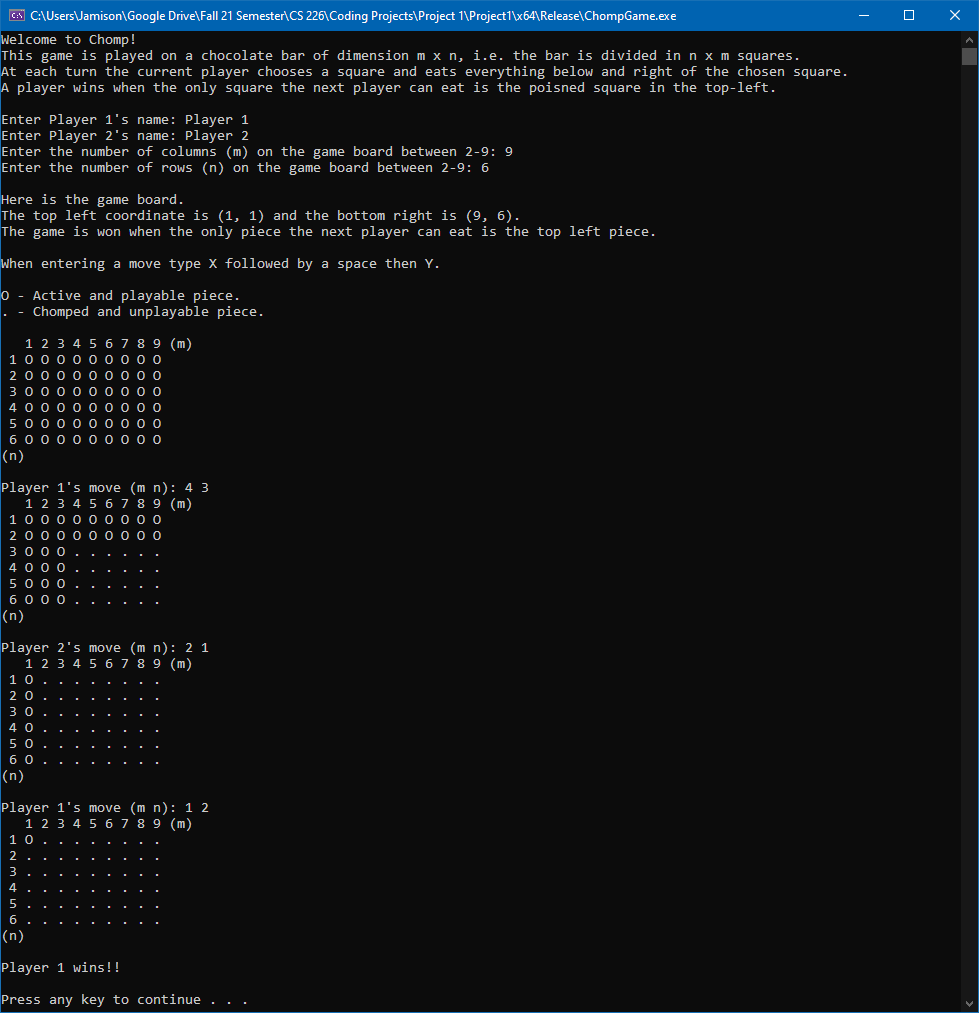 C:\Users\Jamison\Google Drive\Fall 21 Semester\CS 226\Coding Projects\Project 1\Project1\x64\Release\ChompGame.exe
Welcome to Chomp!
This game is played on a chocolate bar of dimension m x n, i.e. the bar is divided in n x m squares.
At each turn the current player chooses a square and eats everything below and right of the chosen square.
A player wins when the only square the next player can eat is the poisned square in the top-left.

Enter Player 1's name: Player 1
Enter Player 2's name: Player 2
Enter the number of columns (m) on the game board between 2-9: 9
Enter the number of rows (n) on the game board between 2-9: 6

Here is the game board.
The top left coordinate is (1, 1) and the bottom right is (9, 6).
The game is won when the only piece the next player can eat is the top left piece.

When entering a move type X followed by a space then Y.

O - Active and playable piece.
. - Chomped and unplayable piece.

   1 2 3 4 5 6 7 8 9 (m)
 1 O O O O O O O O O
 2 O O O O O O O O O
 3 O O O O O O O O O
 4 O O O O O O O O O
 5 O O O O O O O O O
 6 O O O O O O O O O
(n)

Player 1's move (m n): 4 3
   1 2 3 4 5 6 7 8 9 (m)
 1 O O O O O O O O O
 2 O O O O O O O O O
 3 O O O . . . . . .
 4 O O O . . . . . .
 5 O O O . . . . . .
 6 O O O . . . . . .
(n)

Player 2's move (m n): 2 1
   1 2 3 4 5 6 7 8 9 (m)
 1 O . . . . . . . .
 2 O . . . . . . . .
 3 O . . . . . . . .
 4 O . . . . . . . .
 5 O . . . . . . . .
 6 O . . . . . . . .
(n)

Player 1's move (m n): 1 2
   1 2 3 4 5 6 7 8 9 (m)
 1 O . . . . . . . .
 2 . . . . . . . . .
 3 . . . . . . . . .
 4 . . . . . . . . .
 5 . . . . . . . . .
 6 . . . . . . . . .
(n)

Player 1 wins!!

Press any key to continue . . .